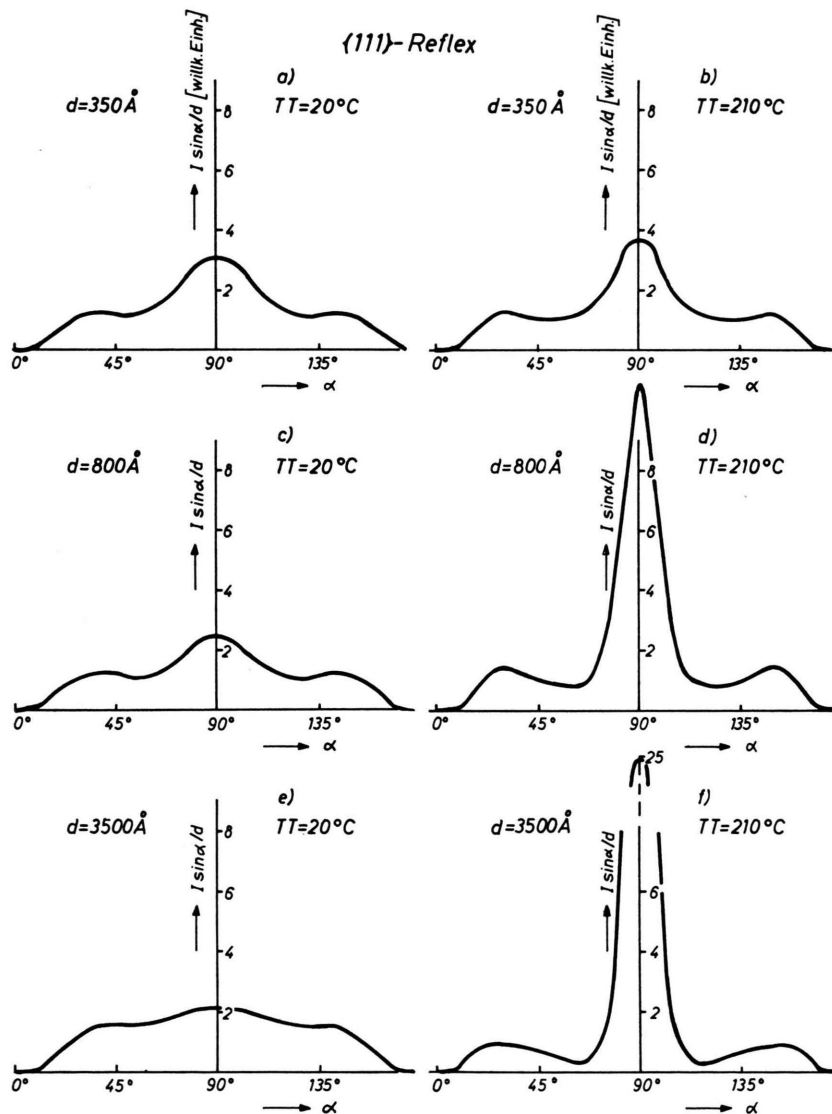 {111}-Reflex
a)
d=350Å
TT=20°C
I sinα/d [willk.Einh.]
8
6
4
2
0° 45° 90° 135°
α
b)
d=350Å
TT=210°C
I sinα/d [willk.Einh.]
8
6
4
2
0° 45° 90° 135°
α
c)
d=800Å
TT=20°C
I sinα/d
8
6
4
2
0° 45° 90° 135°
α
d)
d=800Å
TT=210°C
I sinα/d
8
6
4
2
0° 45° 90° 135°
α
e)
d=3500Å
TT=20°C
I sinα/d
8
6
4
2
0° 45° 90° 135°
α
f)
d=3500Å
TT=210°C
I sinα/d
25
6
4
2
0° 45° 90° 135°
α